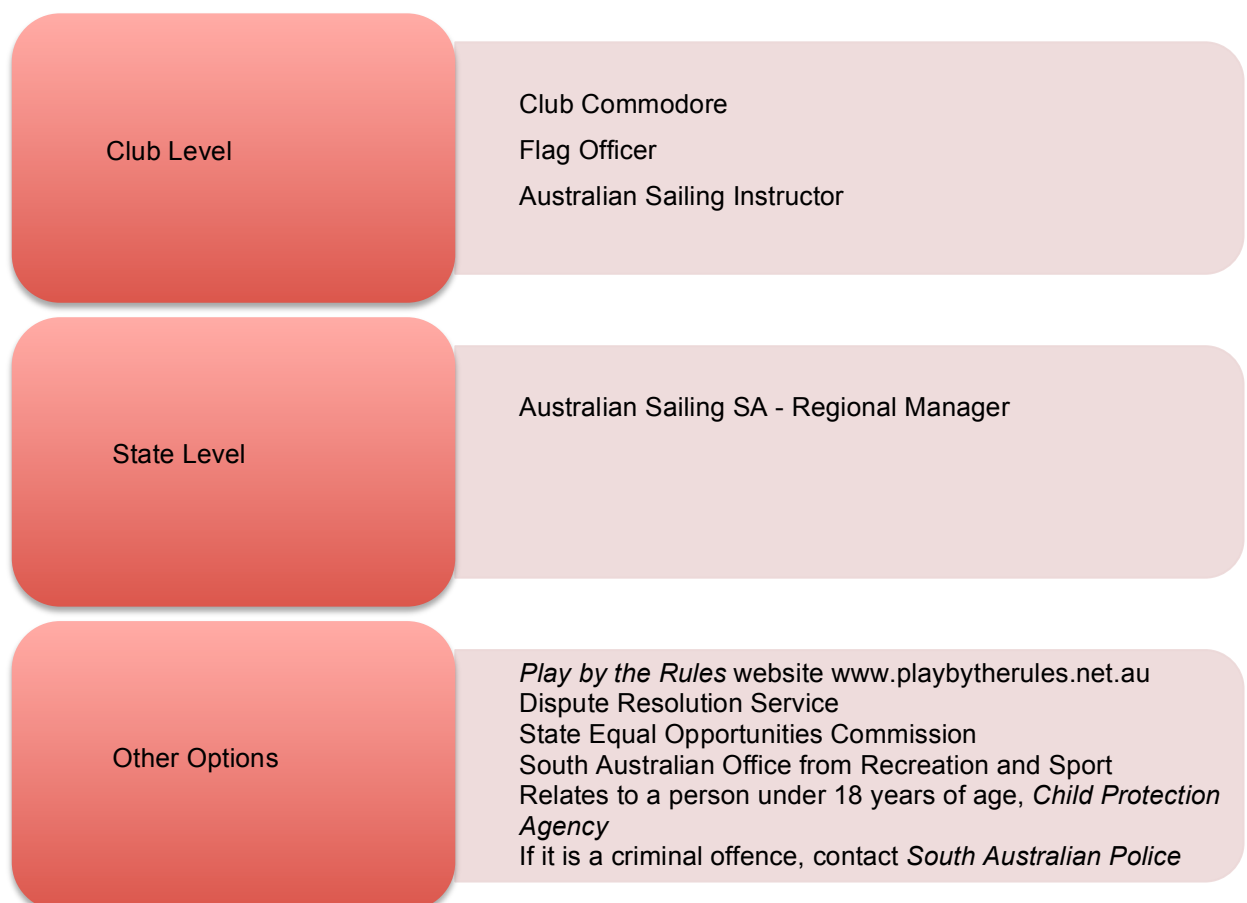 Club Level
Club Commodore
Flag Officer
Australian Sailing Instructor
State Level
Australian Sailing SA - Regional Manager
Other Options
Play by the Rules website www.playbytherules.net.au
Dispute Resolution Service
State Equal Opportunities Commission
South Australian Office from Recreation and Sport
Relates to a person under 18 years of age, Child Protection
Agency
If it is a criminal offence, contact South Australian Police